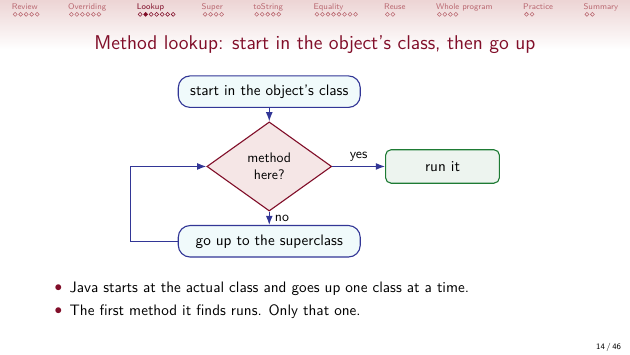 Review Overriding Lookup Super toString Equality Reuse Whole program Practice Summary
Method lookup: start in the object's class, then go up
start in the object's class
method
here?
yes
run it
no
go up to the superclass
• Java starts at the actual class and goes up one class at a time.
• The first method it finds runs. Only that one.
14 / 46